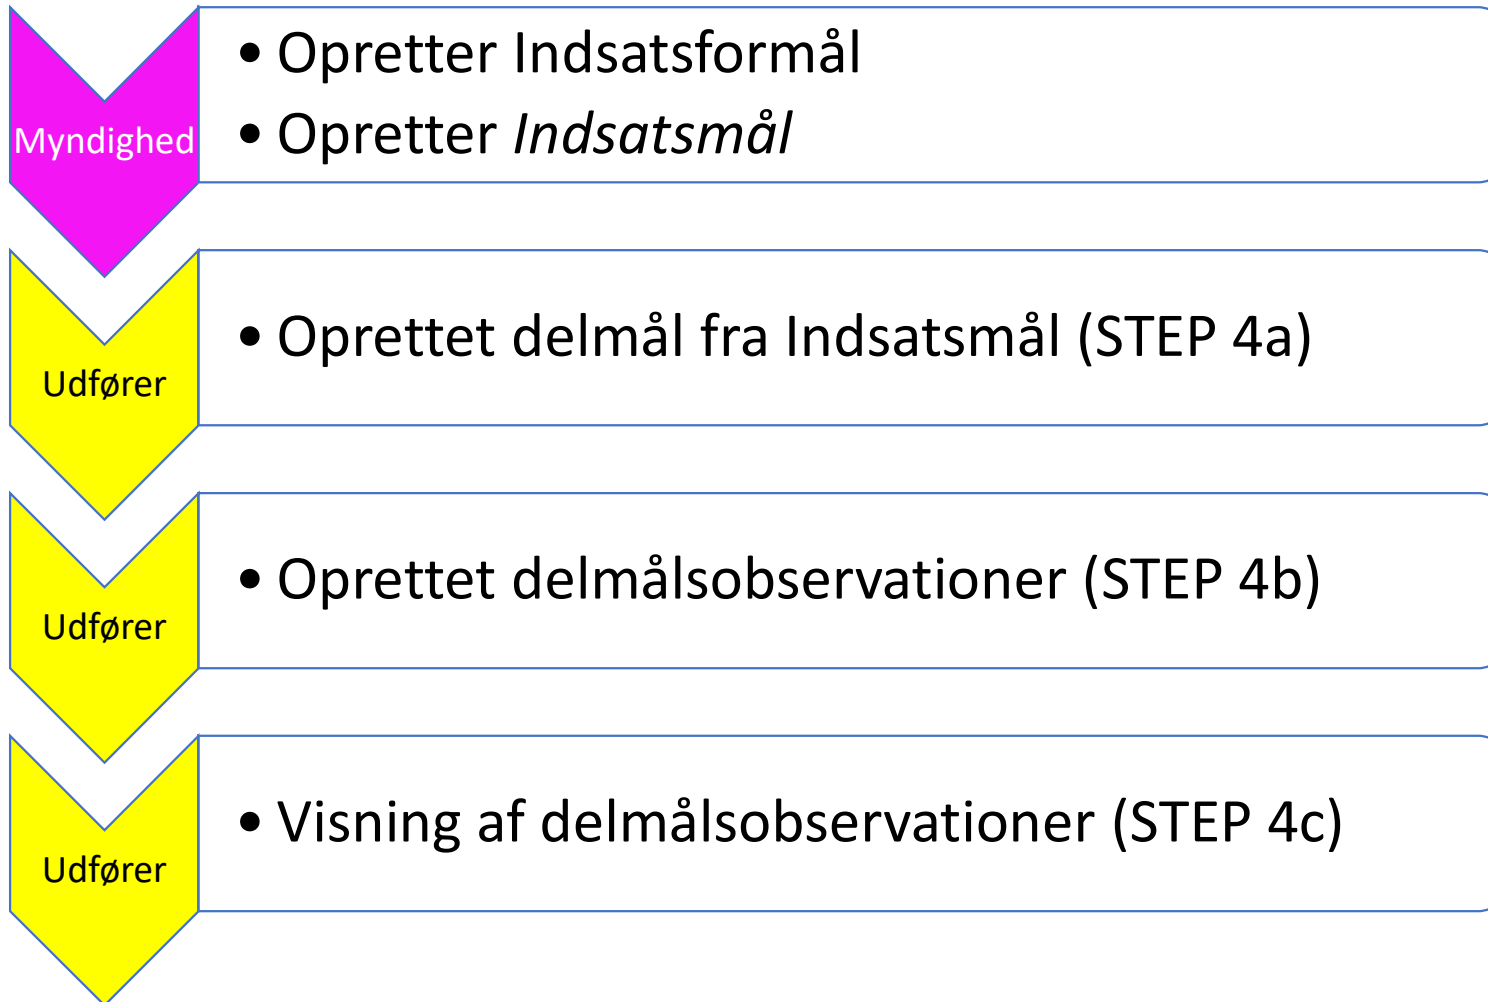 Myndighed
• Opretter Indsatsformål
• Opretter Indsatsmål
Udfører
• Oprettet delmål fra Indsatsmål (STEP 4a)
Udfører
• Oprettet delmålsobservationer (STEP 4b)
Udfører
• Visning af delmålsobservationer (STEP 4c)